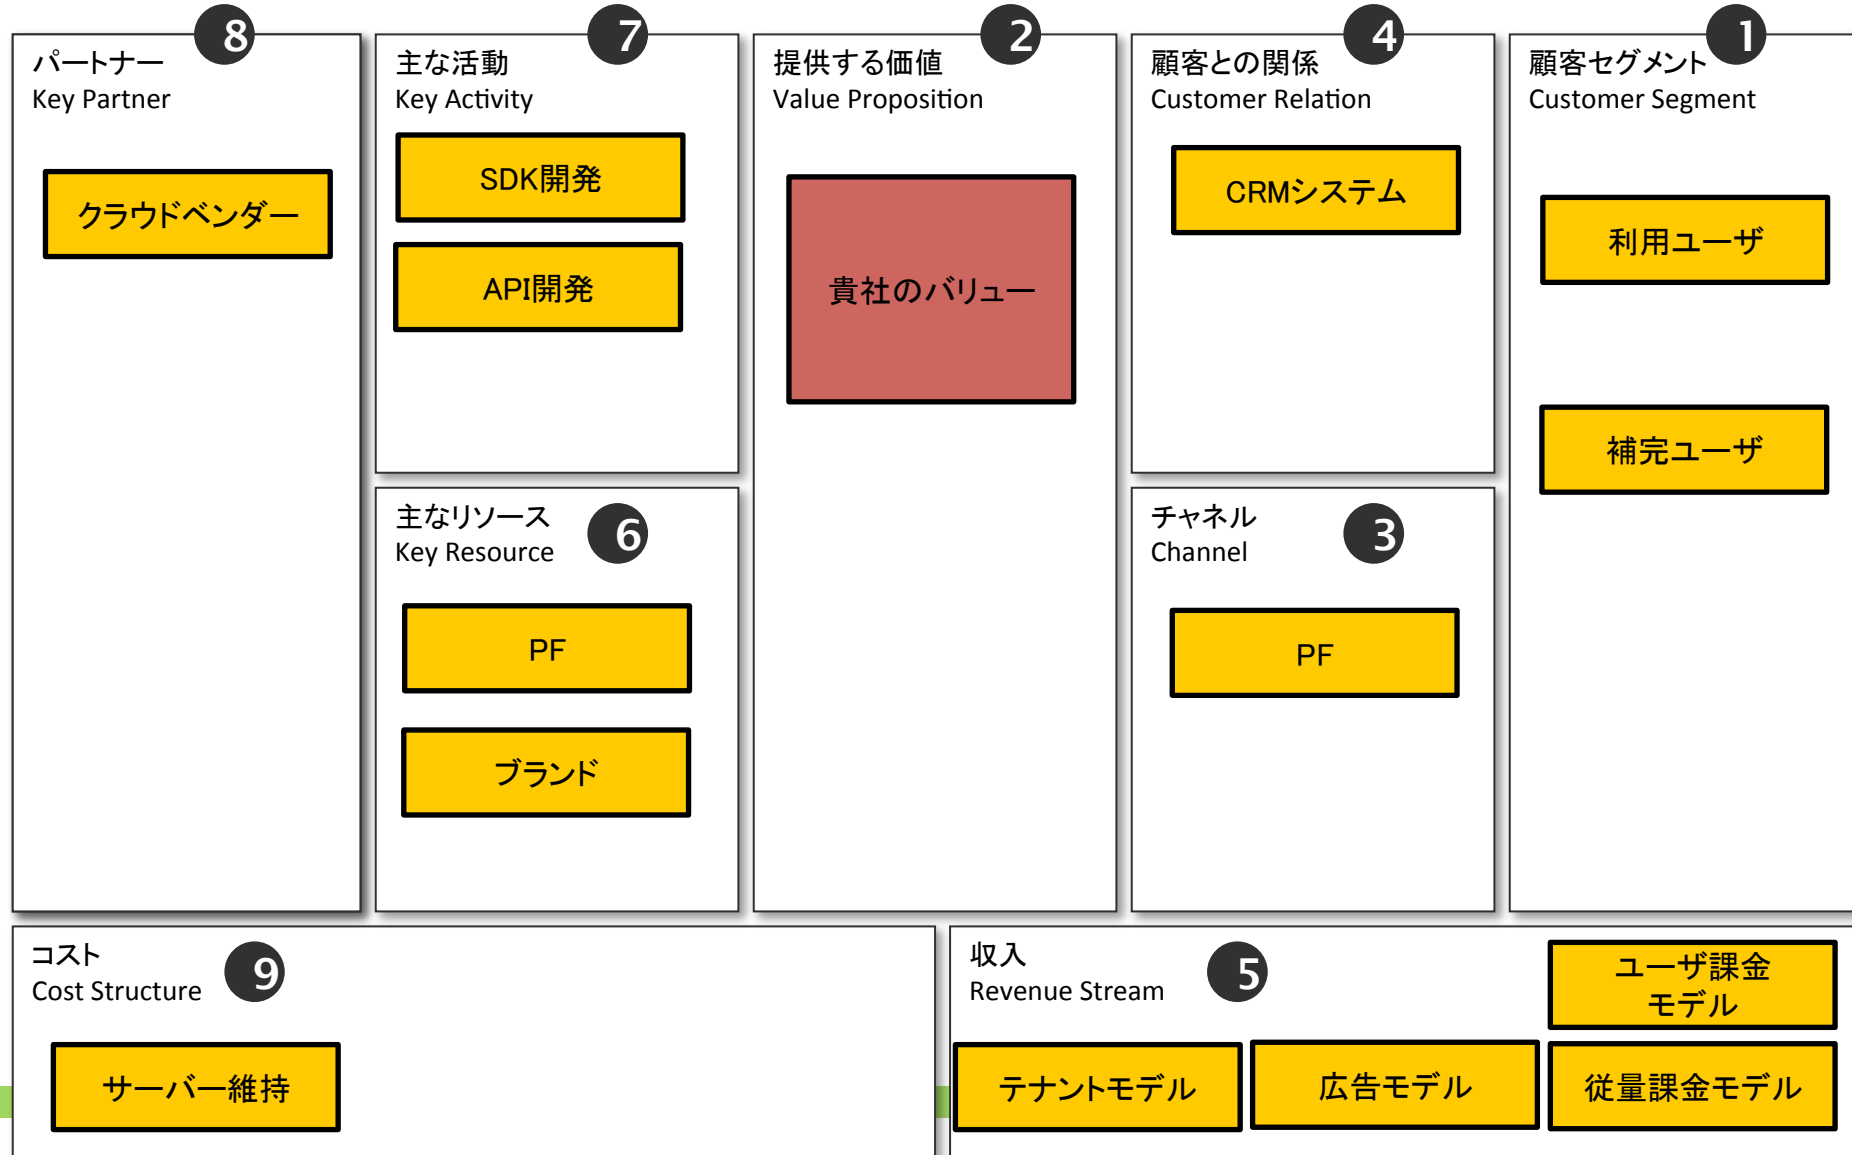 8
パートナー
Key Partner
クラウドベンダー
7
主な活動
Key Activity
SDK開発
API開発
6
主なリソース
Key Resource
PF
ブランド
2
提供する価値
Value Proposition
貴社のバリュー
4
顧客との関係
Customer Relation
CRMシステム
3
チャネル
Channel
PF
1
顧客セグメント
Customer Segment
利用ユーザ
補完ユーザ
9
コスト
Cost Structure
サーバー維持
5
収入
Revenue Stream
ユーザ課金
モデル
テナントモデル
広告モデル
従量課金モデル